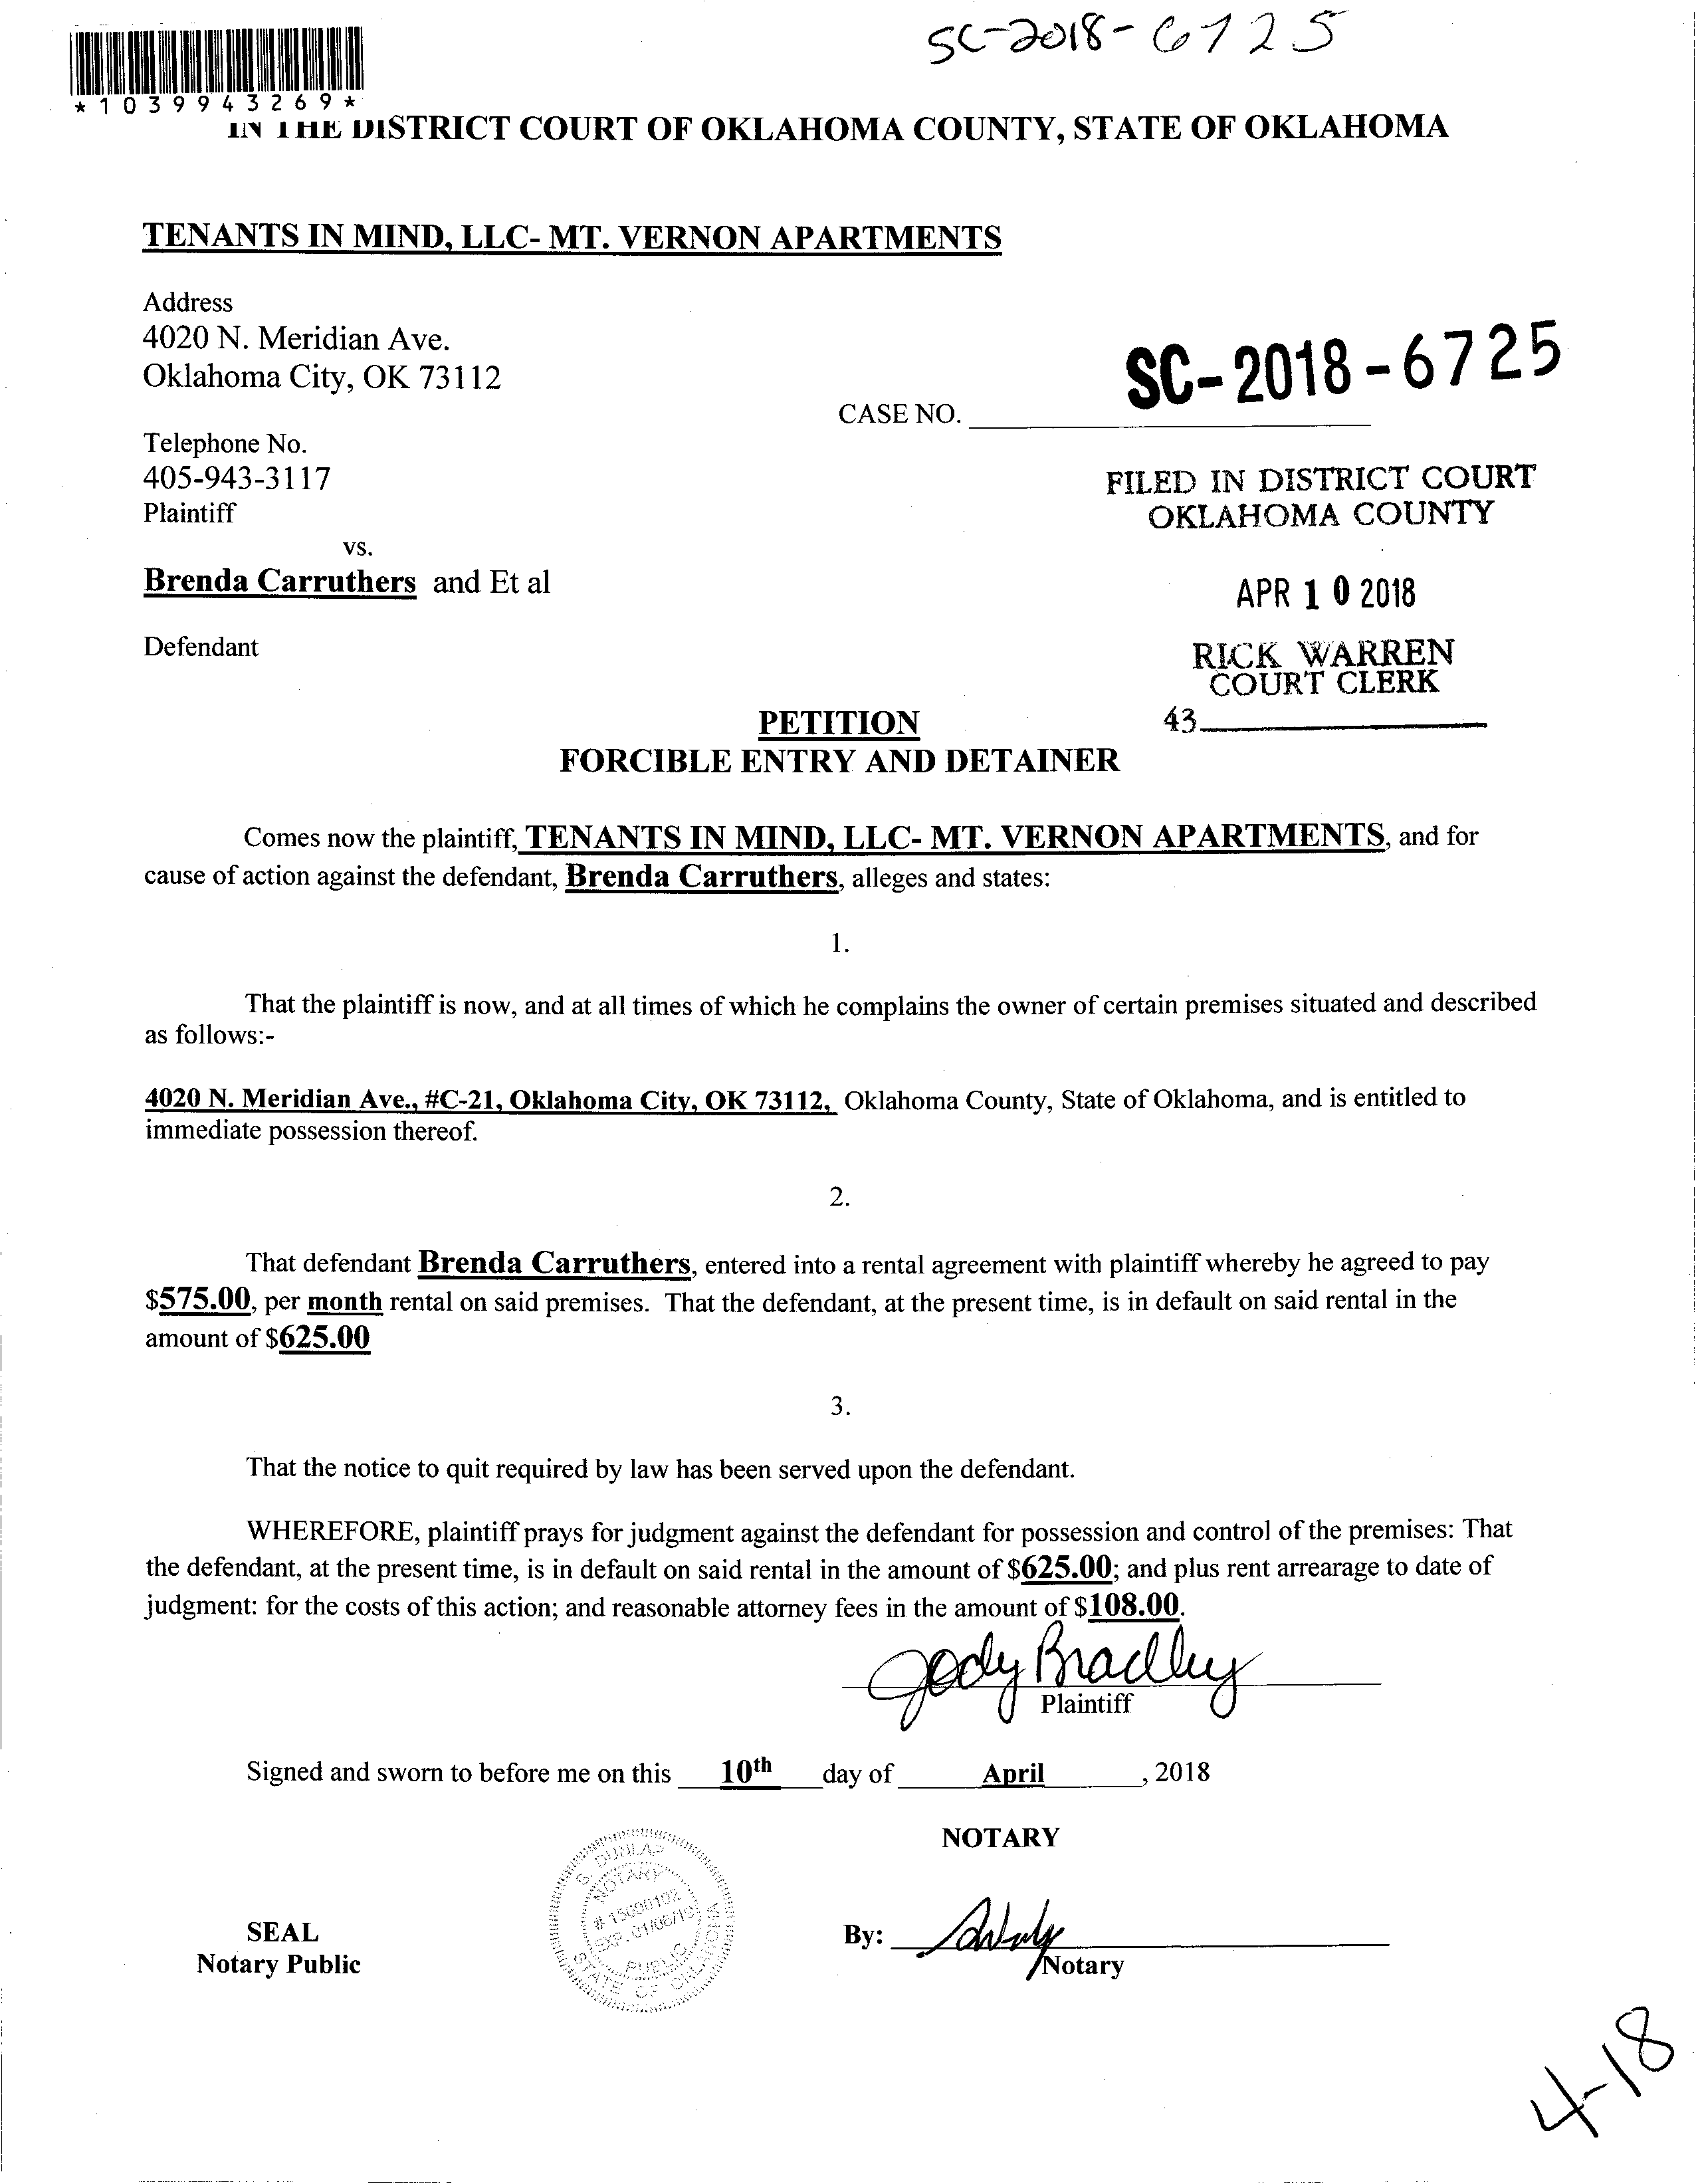 SC-2018-6725
*1039943269*
IN THE DISTRICT COURT OF OKLAHOMA COUNTY, STATE OF OKLAHOMA
TENANTS IN MIND, LLC- MT. VERNON APARTMENTS
Address
4020 N. Meridian Ave.
Oklahoma City, OK 73112
SC-2018-6725
CASE NO.
Telephone No.
405-943-3117
Plaintiff
FILED IN DISTRICT COURT
OKLAHOMA COUNTY
vs.
Brenda Carruthers and Et al
APR 10 2018
Defendant
RICK WARREN
COURT CLERK
43
PETITION
FORCIBLE ENTRY AND DETAINER
Comes now the plaintiff, TENANTS IN MIND, LLC- MT. VERNON APARTMENTS, and for
cause of action against the defendant, Brenda Carruthers, alleges and states:
1.
That the plaintiff is now, and at all times of which he complains the owner of certain premises situated and described
as follows:-
4020 N. Meridian Ave., #C-21, Oklahoma City, OK 73112, Oklahoma County, State of Oklahoma, and is entitled to
immediate possession thereof.
2.
That defendant Brenda Carruthers, entered into a rental agreement with plaintiff whereby he agreed to pay
$575.00, per month rental on said premises. That the defendant, at the present time, is in default on said rental in the
amount of $625.00
3.
That the notice to quit required by law has been served upon the defendant.
WHEREFORE, plaintiff prays for judgment against the defendant for possession and control of the premises: That
the defendant, at the present time, is in default on said rental in the amount of $625.00; and plus rent arrearage to date of
judgment: for the costs of this action; and reasonable attorney fees in the amount of $108.00.
Jody Bradley
Plaintiff
Signed and sworn to before me on this 10th day of April, 2018
NOTARY
S. DUNLAP
NOTARY
# 15000102
EXP. 01/06/19
PUBLIC
STATE OF OKLAHOMA
SEAL
Notary Public
By:
Notary
4-18